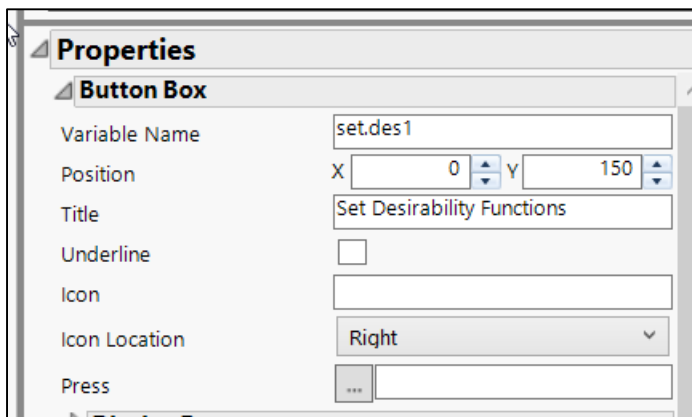 Properties
Button Box
Variable Name set.des1
Position X 0 Y 150
Title Set Desirability Functions
Underline
Icon
Icon Location Right
Press ...